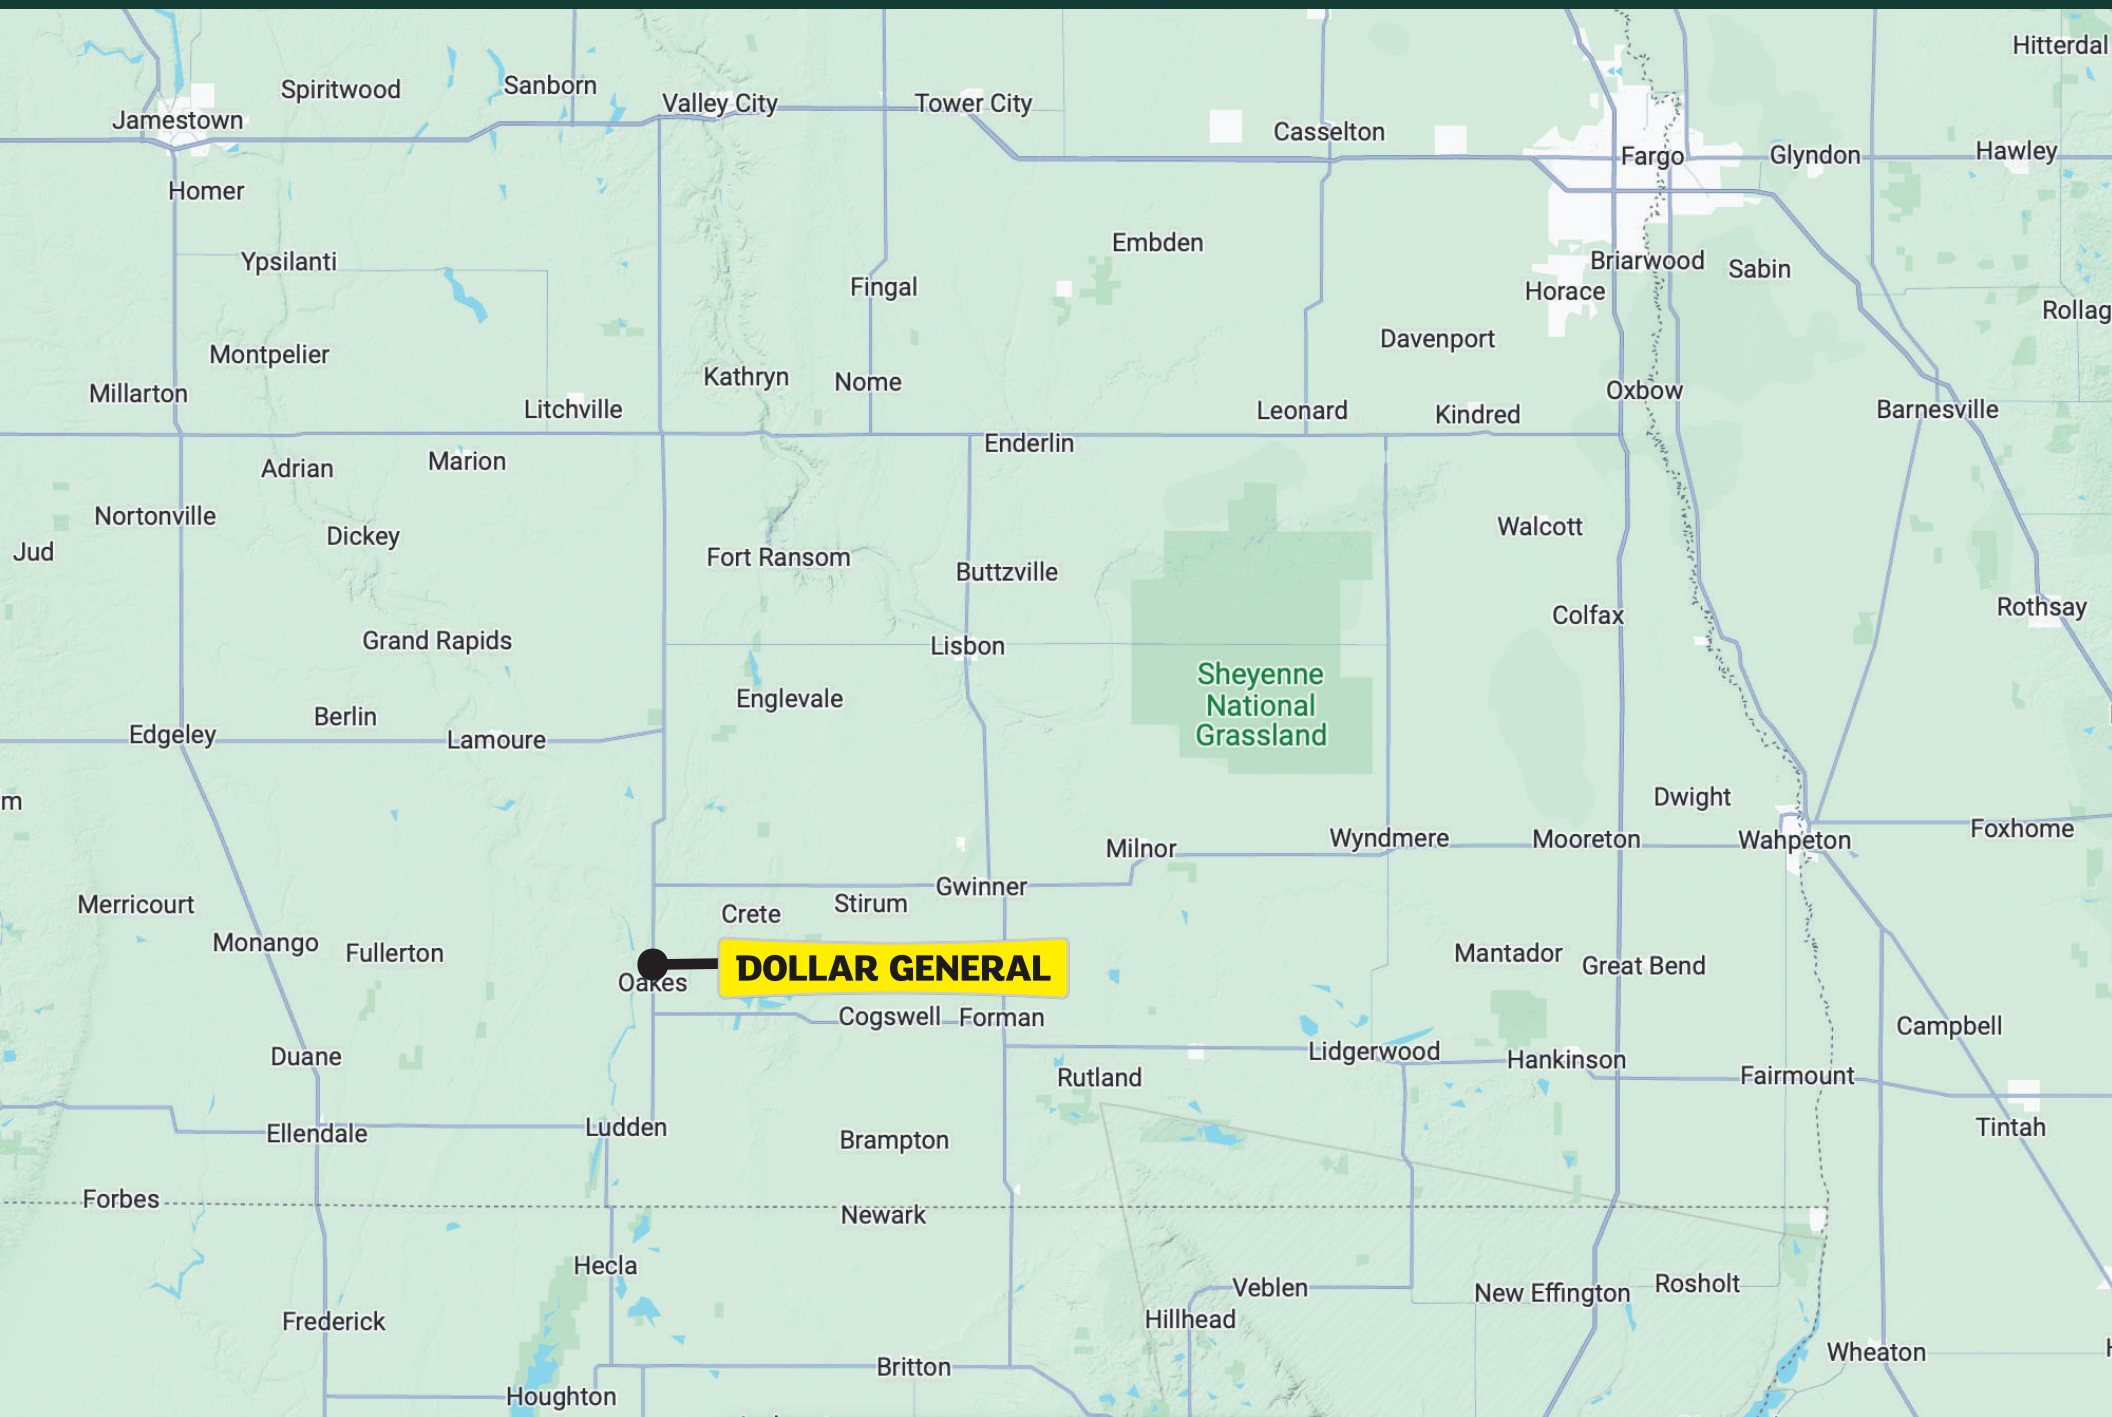 Hitterdal
Spiritwood
Sanborn
Valley City
Tower City
Jamestown
Casselton
Fargo
Glyndon
Hawley
Homer
Embden
Ypsilanti
Briarwood
Sabin
Fingal
Horace
Rollag
Davenport
Montpelier
Kathryn
Nome
Millarton
Oxbow
Litchville
Leonard
Kindred
Barnesville
Enderlin
Adrian
Marion
Nortonville
Walcott
Dickey
Jud
Fort Ransom
Buttzville
Rothsay
Colfax
Grand Rapids
Lisbon
Sheyenne
National
Grassland
Englevale
Berlin
Edgeley
Lamoure
m
Dwight
Foxhome
Milnor
Wyndmere
Mooreton
Wahpeton
Gwinner
Merricourt
Stirum
Crete
Monango
Fullerton
Mantador
Great Bend
DOLLAR GENERAL
Oakes
Cogswell
Forman
Campbell
Lidgerwood
Hankinson
Duane
Rutland
Fairmount
Ludden
Tintah
Ellendale
Brampton
Forbes
Newark
Hecla
Veblen
New Effington
Rosholt
Hillhead
Frederick
Wheaton
Britton
Houghton